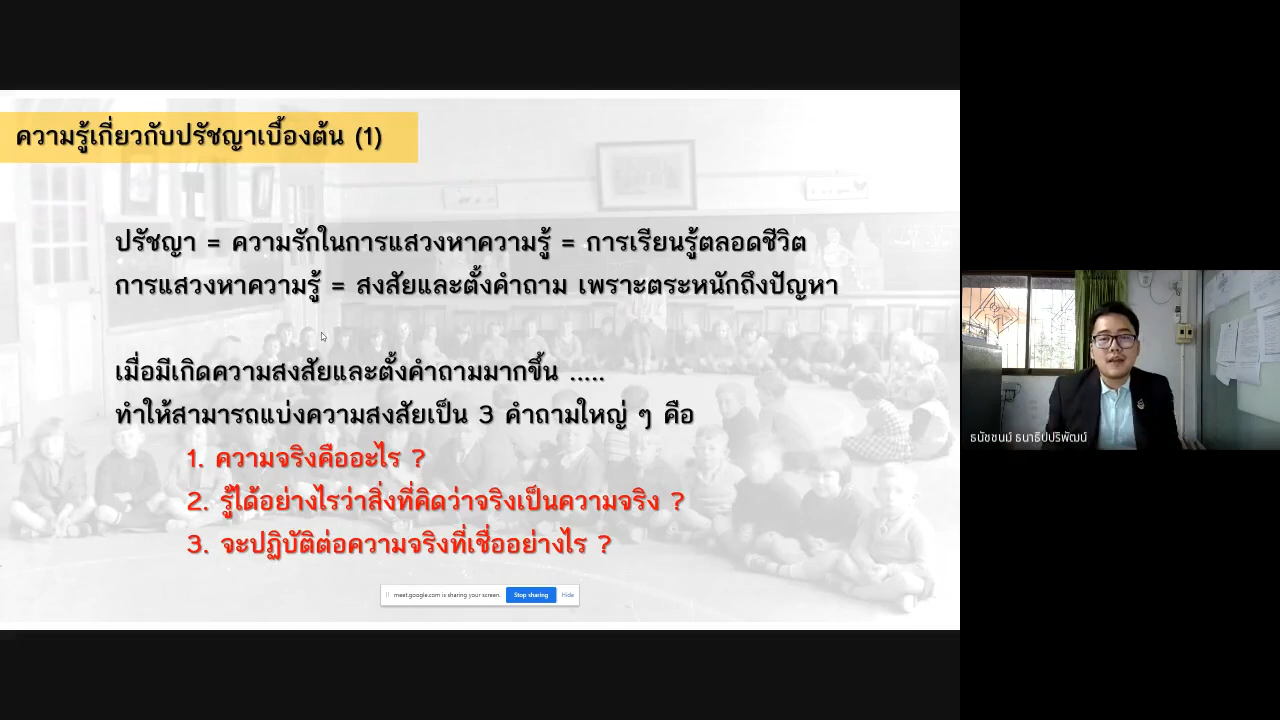 ความรู้เกี่ยวกับปรัชญาเบื้องต้น (1)
ปรัชญา = ความรักในการแสวงหาความรู้ = การเรียนรู้ตลอดชีวิต
การแสวงหาความรู้ = สงสัยและตั้งคำถาม เพราะตระหนักถึงปัญหา
เมื่อมีเกิดความสงสัยและตั้งคำถามมากขึ้น .....
ทำให้สามารถแบ่งความสงสัยเป็น 3 คำถามใหญ่ ๆ คือ
1. ความจริงคืออะไร ?
2. รู้ได้อย่างไรว่าสิ่งที่คิดว่าจริงเป็นความจริง ?
3. จะปฏิบัติต่อความจริงที่เชื่ออย่างไร ?
meet.google.com is sharing your screen. Stop sharing Hide
ธนัชชนม์ ธนาธิปปริพัฒน์